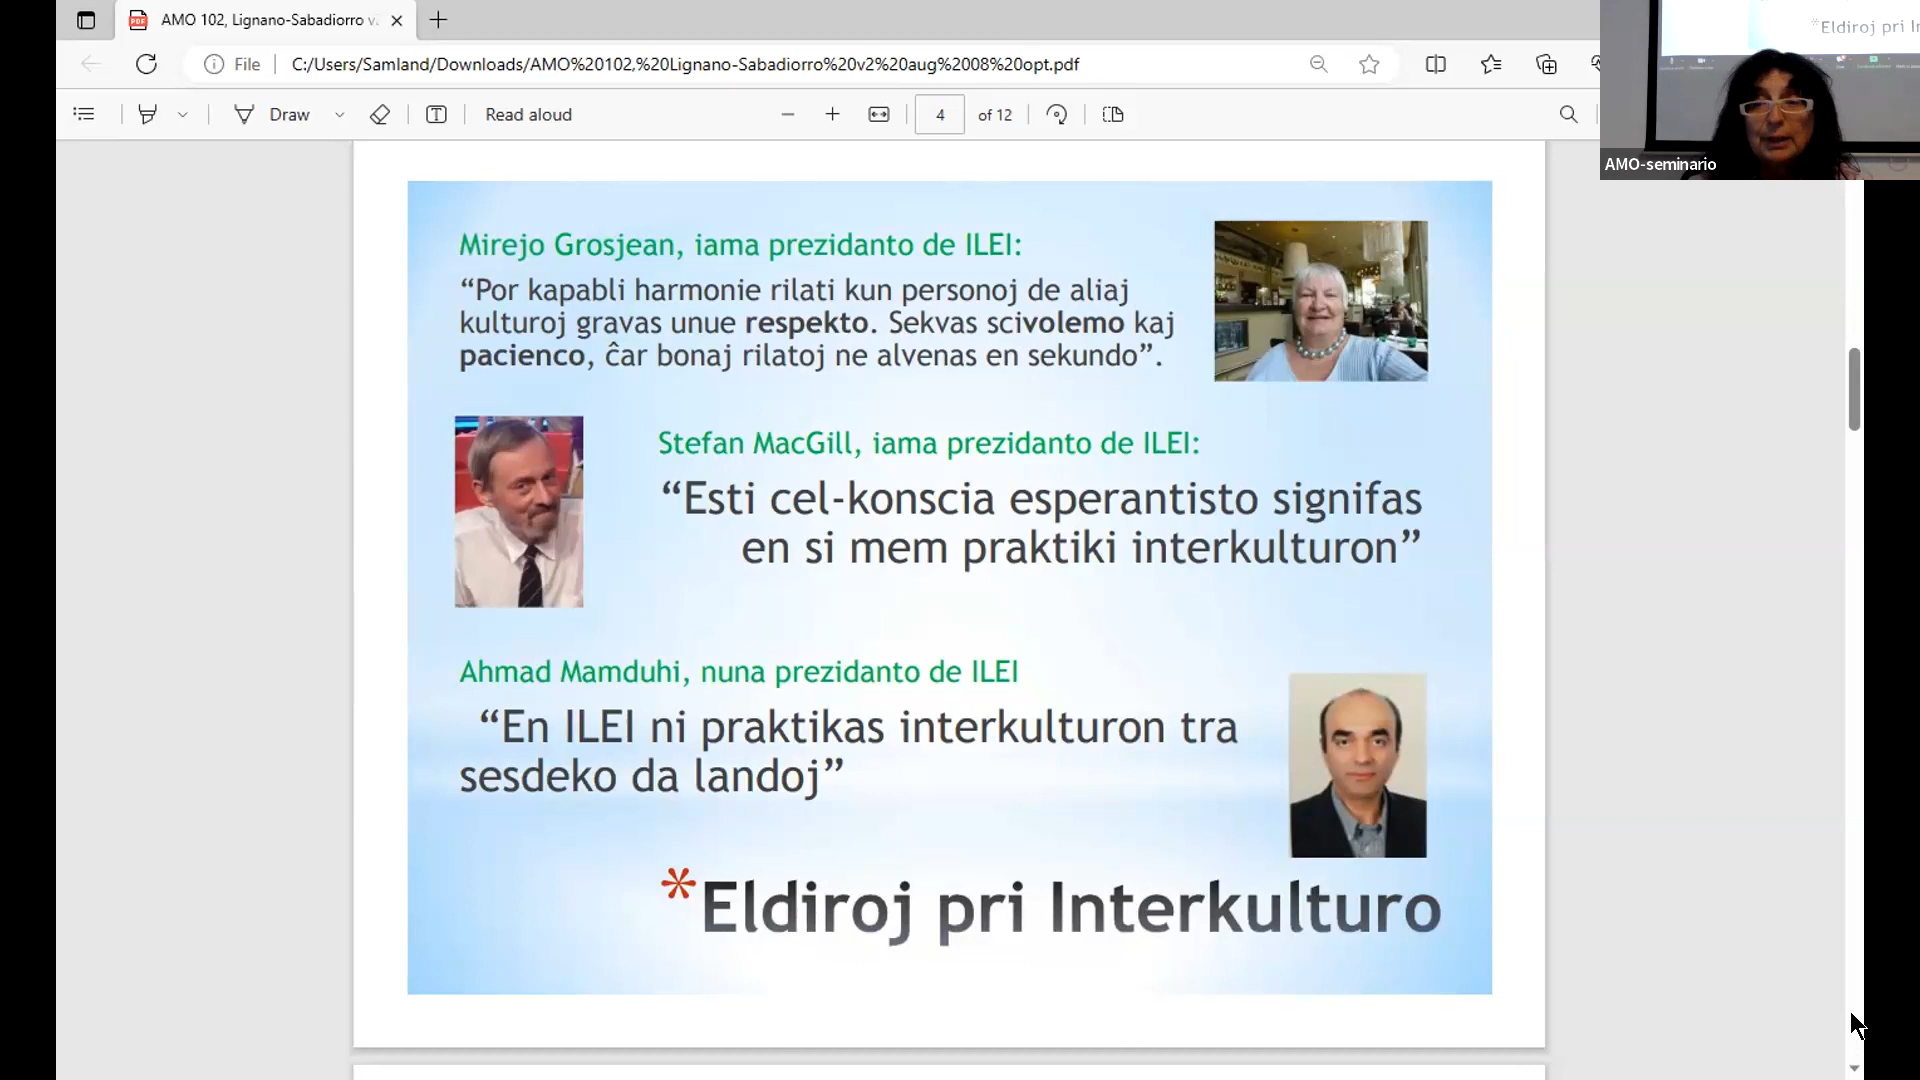 AMO 102, Lignano-Sabadiorro v
File
C:/Users/Samland/Downloads/AMO%20102,%20Lignano-Sabadiorro%20v2%20aug%2008%20opt.pdf
Draw
Read aloud
4
of 12
*Eldiroj pri I
AMO-seminario
Mirejo Grosjean, iama prezidanto de ILEI:
“Por kapabli harmonie rilati kun personoj de aliaj
kulturoj gravas unue respekto. Sekvas scivolemo kaj
pacienco, ĉar bonaj rilatoj ne alvenas en sekundo”.
Stefan MacGill, iama prezidanto de ILEI:
“Esti cel-konscia esperantisto signifas
en si mem praktiki interkulturon”
Ahmad Mamduhi, nuna prezidanto de ILEI
“En ILEI ni praktikas interkulturon tra
sesdeko da landoj”
*Eldiroj pri Interkulturo